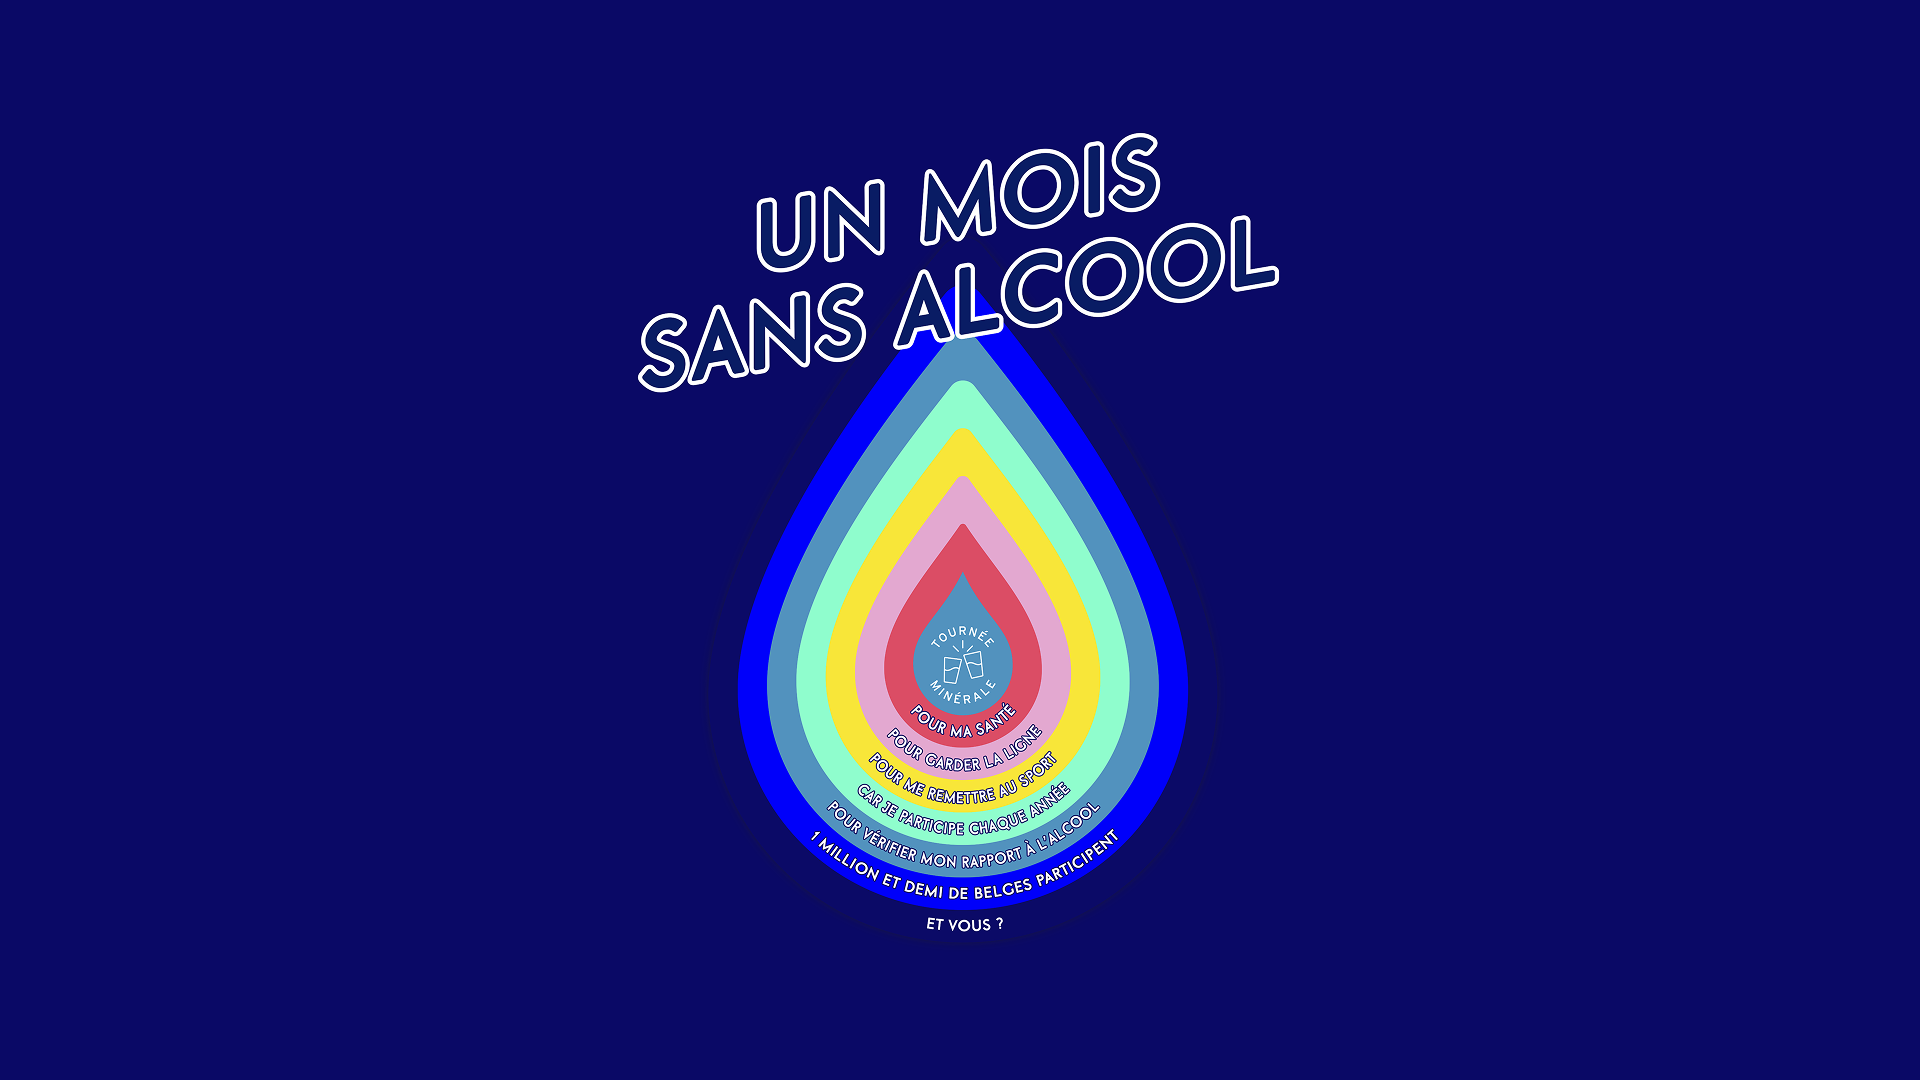 UN MOIS
SANS ALCOOL
TOURNÉE
MINÉRALE
POUR MA SANTÉ
POUR GARDER LA LIGNE
POUR ME REMETTRE AU SPORT
CAR JE PARTICIPE CHAQUE ANNÉE
POUR VÉRIFIER MON RAPPORT À L'ALCOOL
1 MILLION ET DEMI DE BELGES PARTICIPENT
ET VOUS ?